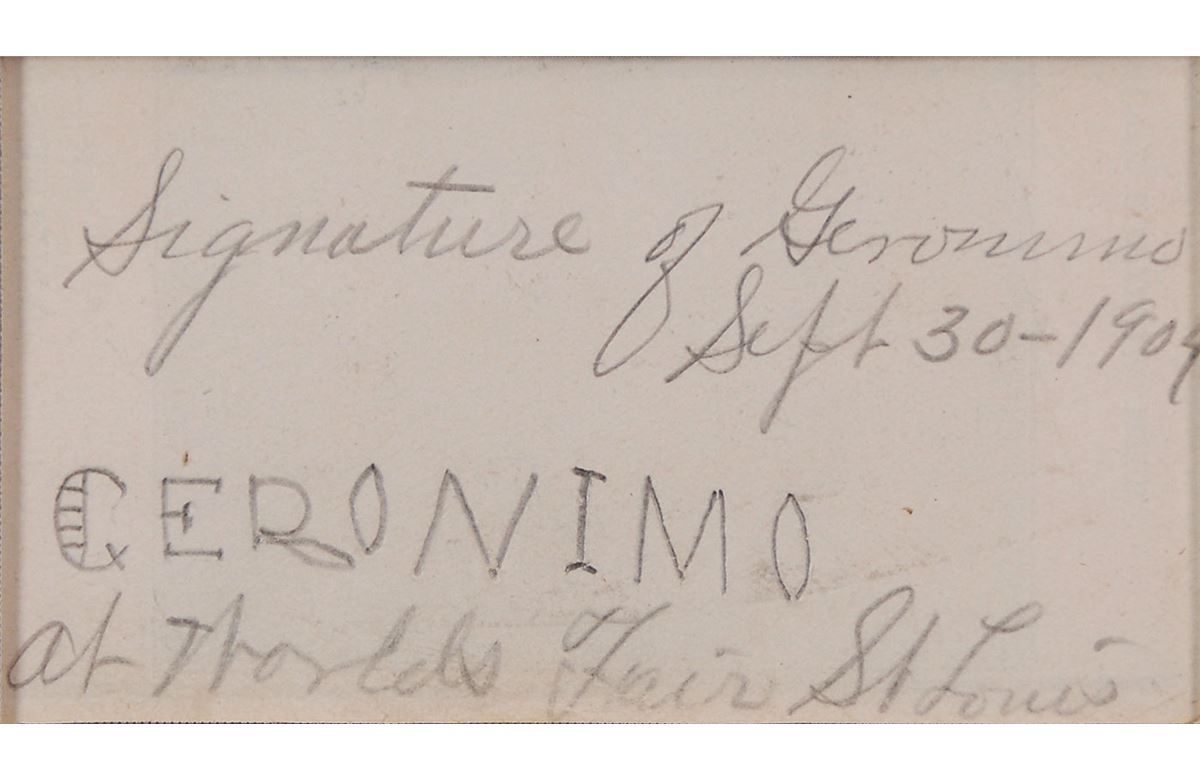 Signature of Geronimo
Sept 30-1904
GERONIMO
at Worlds Fair St Louis